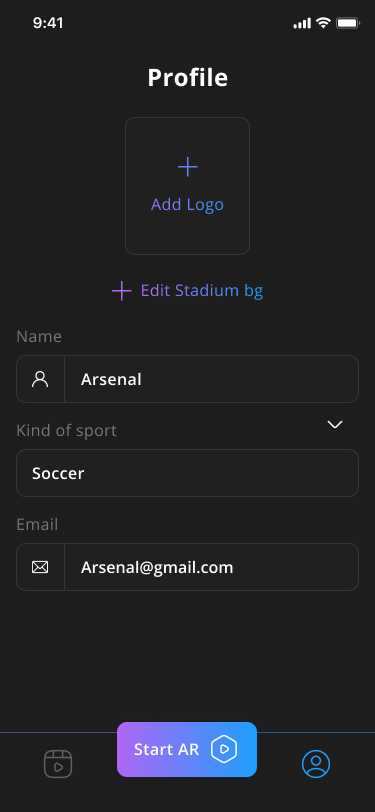 9:41
Profile
Add Logo
Edit Stadium bg
Name
Arsenal
Kind of sport
Soccer
Email
Arsenal@gmail.com
Start AR